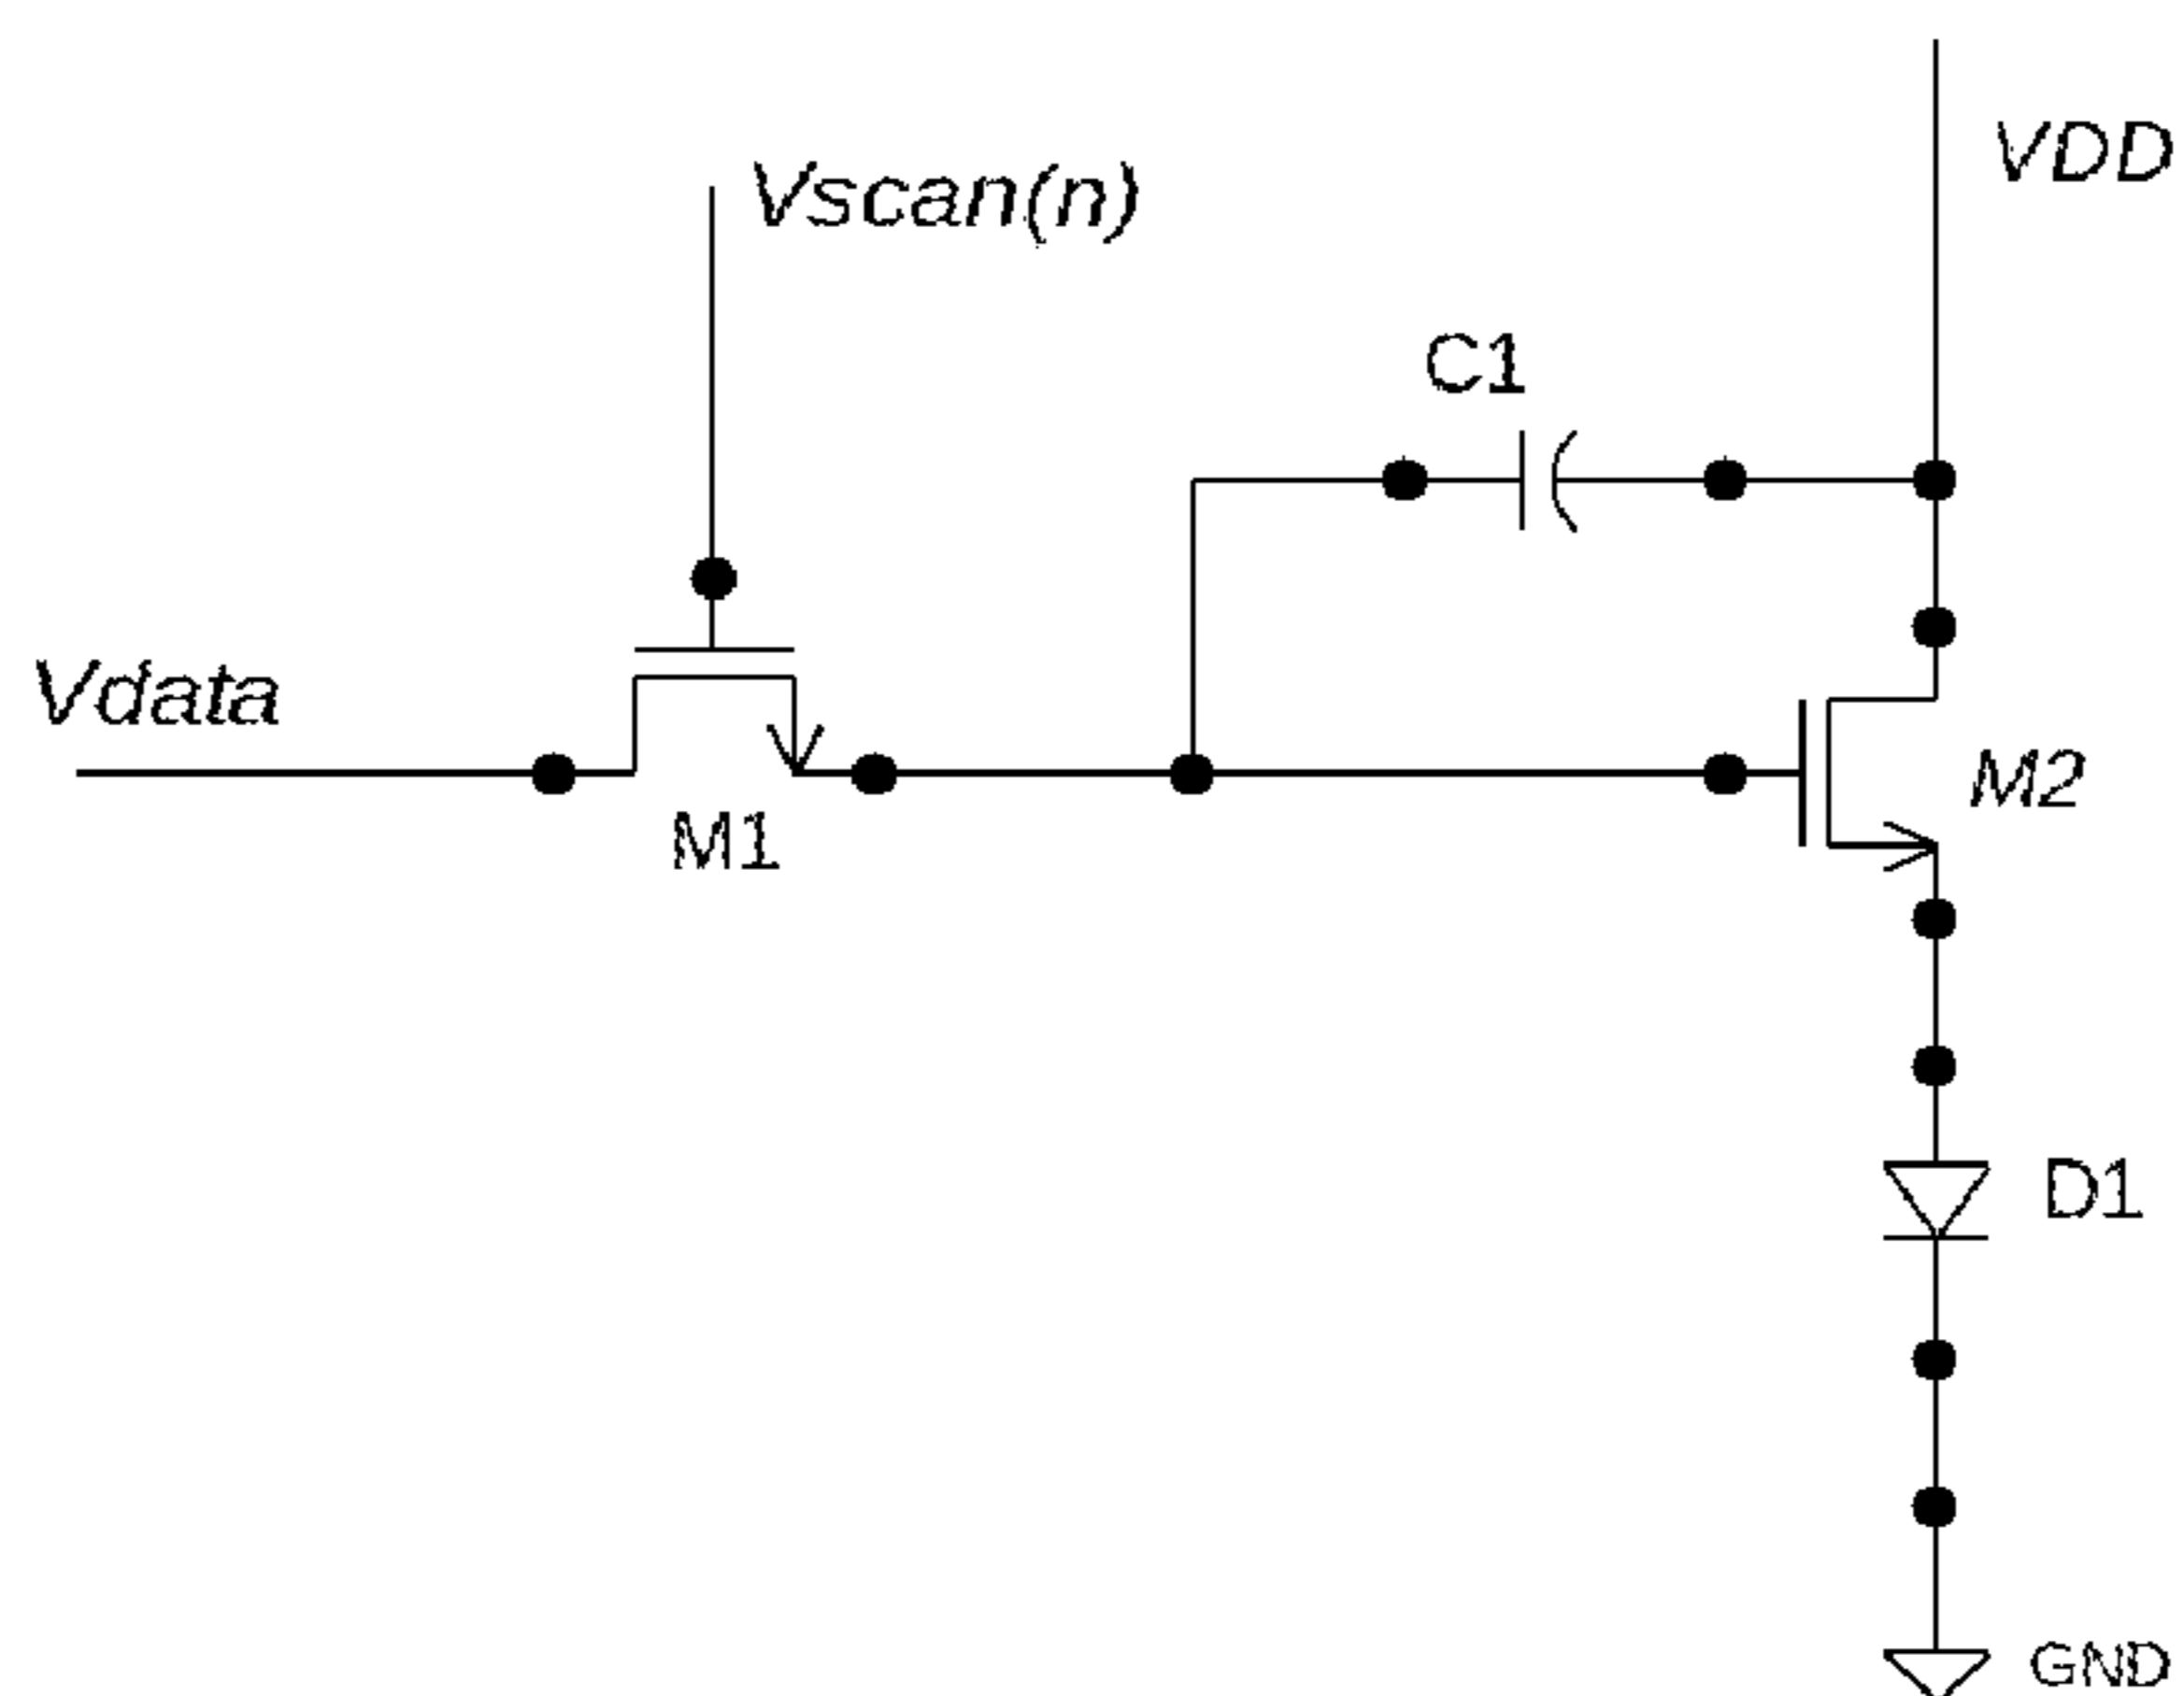 VDD
Vscan(n)
C1
Vdata
M2
M1
D1
GND